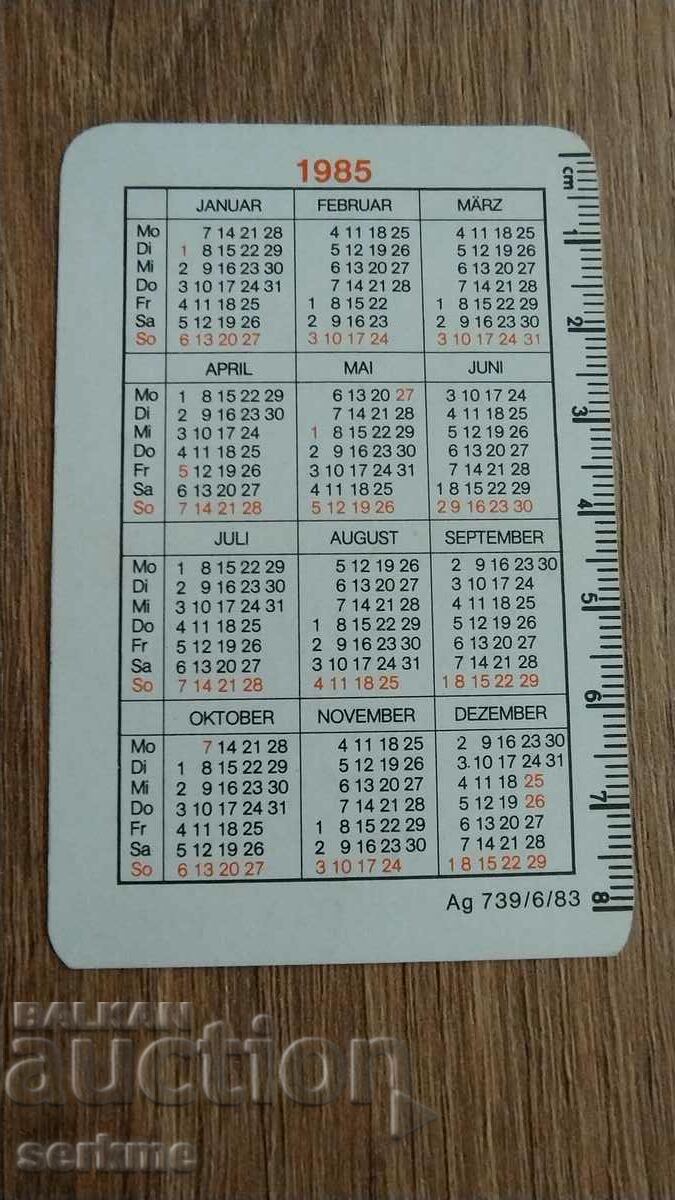 1985
cm
JANUAR FEBRUAR MÄRZ
Mo 7 14 21 28 4 11 18 25 4 11 18 25
Di 1 8 15 22 29 5 12 19 26 5 12 19 26
Mi 2 9 16 23 30 6 13 20 27 6 13 20 27
Do 3 10 17 24 31 7 14 21 28 7 14 21 28
Fr 4 11 18 25 1 8 15 22 1 8 15 22 29
Sa 5 12 19 26 2 9 16 23 2 9 16 23 30
So 6 13 20 27 3 10 17 24 3 10 17 24 31
APRIL MAI JUNI
Mo 1 8 15 22 29 6 13 20 27 3 10 17 24
Di 2 9 16 23 30 7 14 21 28 4 11 18 25
Mi 3 10 17 24 1 8 15 22 29 5 12 19 26
Do 4 11 18 25 2 9 16 23 30 6 13 20 27
Fr 5 12 19 26 3 10 17 24 31 7 14 21 28
Sa 6 13 20 27 4 11 18 25 1 8 15 22 29
So 7 14 21 28 5 12 19 26 2 9 16 23 30
JULI AUGUST SEPTEMBER
Mo 1 8 15 22 29 5 12 19 26 2 9 16 23 30
Di 2 9 16 23 30 6 13 20 27 3 10 17 24
Mi 3 10 17 24 31 7 14 21 28 4 11 18 25
Do 4 11 18 25 1 8 15 22 29 5 12 19 26
Fr 5 12 19 26 2 9 16 23 30 6 13 20 27
Sa 6 13 20 27 3 10 17 24 31 7 14 21 28
So 7 14 21 28 4 11 18 25 1 8 15 22 29
OKTOBER NOVEMBER DEZEMBER
Mo 7 14 21 28 4 11 18 25 2 9 16 23 30
Di 1 8 15 22 29 5 12 19 26 3 10 17 24 31
Mi 2 9 16 23 30 6 13 20 27 4 11 18 25
Do 3 10 17 24 31 7 14 21 28 5 12 19 26
Fr 4 11 18 25 1 8 15 22 29 6 13 20 27
Sa 5 12 19 26 2 9 16 23 30 7 14 21 28
So 6 13 20 27 3 10 17 24 1 8 15 22 29
Ag 739/6/83
1
2
3
4
5
6
7
8
BALKAN
auction
serkme